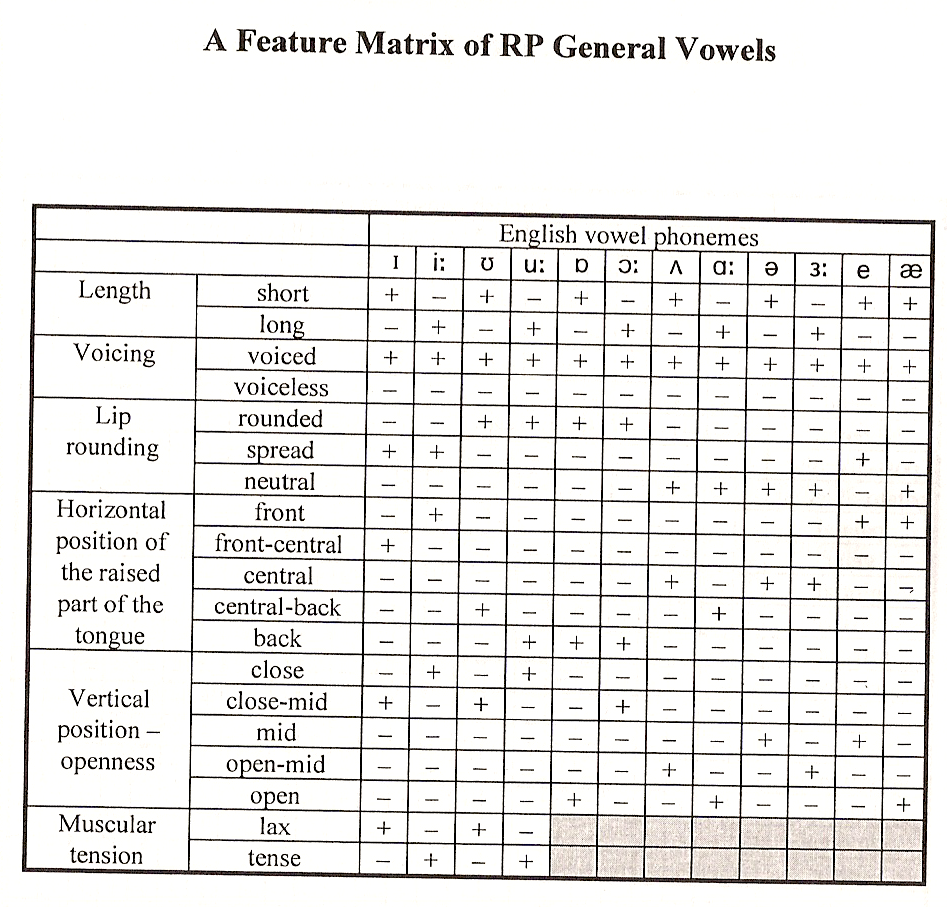 A Feature Matrix of RP General Vowels
English vowel phonemes
ɪ iː ʊ uː ɒ ɔː ʌ ɑː ə ɜː e æ
Length short + – + – + – + – + – + +
long – + – + – + – + – + – –
Voicing voiced + + + + + + + + + + + +
voiceless – – – – – – – – – – – –
Lip rounding rounded – – + + + + – – – – – –
spread + + – – – – – – – – + –
neutral – – – – – – + + + + – +
Horizontal position of the raised part of the tongue front – + – – – – – – – – + +
front-central + – – – – – – – – – – –
central – – – – – – + – + + – –
central-back – – + – – – – + – – – –
back – – – + + + – – – – – –
Vertical position – openness close – + – + – – – – – – – –
close-mid + – + – – + – – – – – –
mid – – – – – – – – + – + –
open-mid – – – – – – + – – + – –
open – – – – + – – + – – – +
Muscular tension lax + – + –
tense – + – +